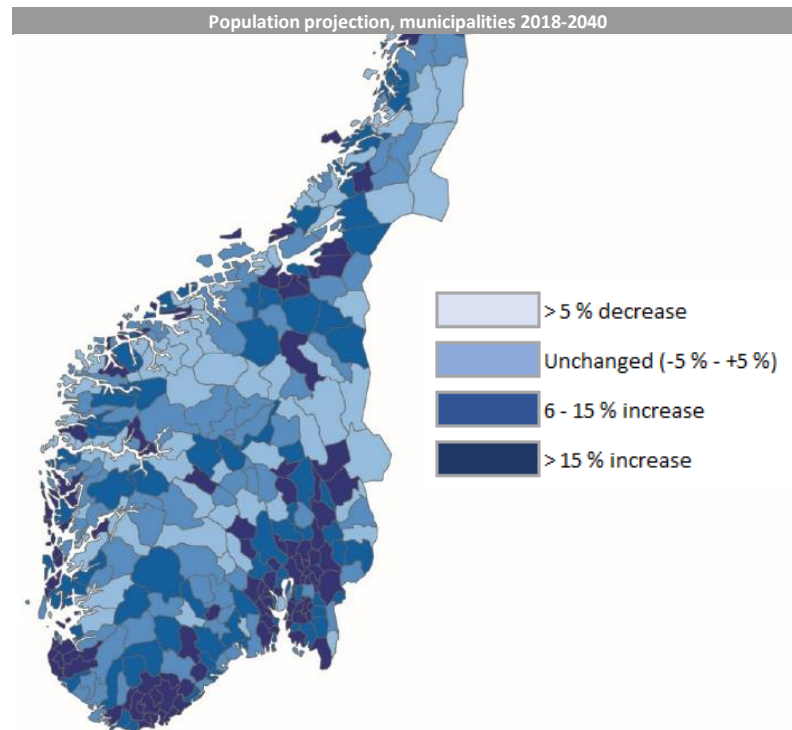 Population projection, municipalities 2018-2040
> 5 % decrease
Unchanged (-5 % - +5 %)
6 - 15 % increase
> 15 % increase